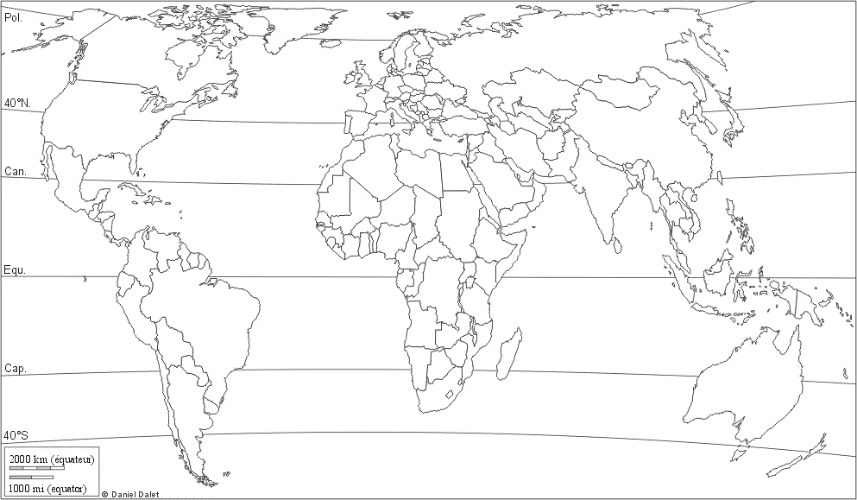 Pol.
40°N.
Can.
Equ.
Cap.
40°S
2000 km (équateur)
1000 mi (equator)
© Daniel Dalet